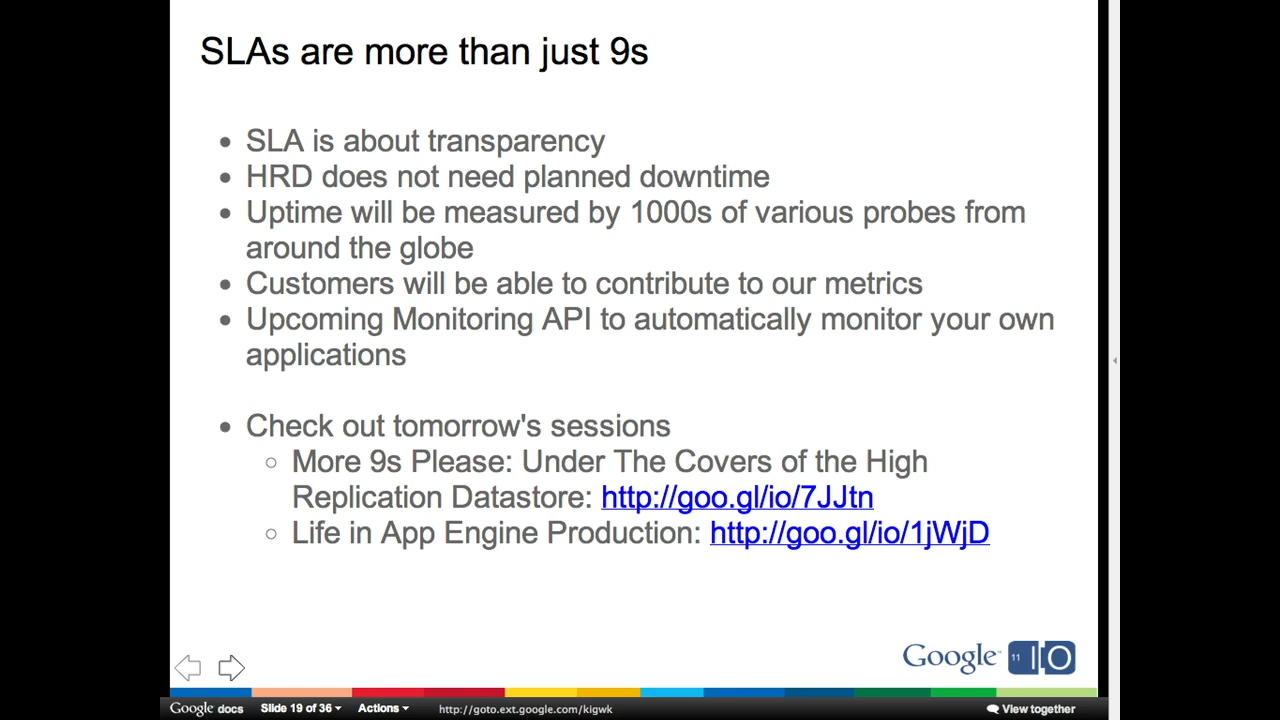 SLAs are more than just 9s
SLA is about transparency
HRD does not need planned downtime
Uptime will be measured by 1000s of various probes from
around the globe
Customers will be able to contribute to our metrics
Upcoming Monitoring API to automatically monitor your own
applications
Check out tomorrow's sessions
More 9s Please: Under The Covers of the High
Replication Datastore: http://goo.gl/io/7JJtn
Life in App Engine Production: http://goo.gl/io/1jWjD
Google™ 11 IO
Google docs Slide 19 of 36 Actions http://goto.ext.google.com/kigwk View together